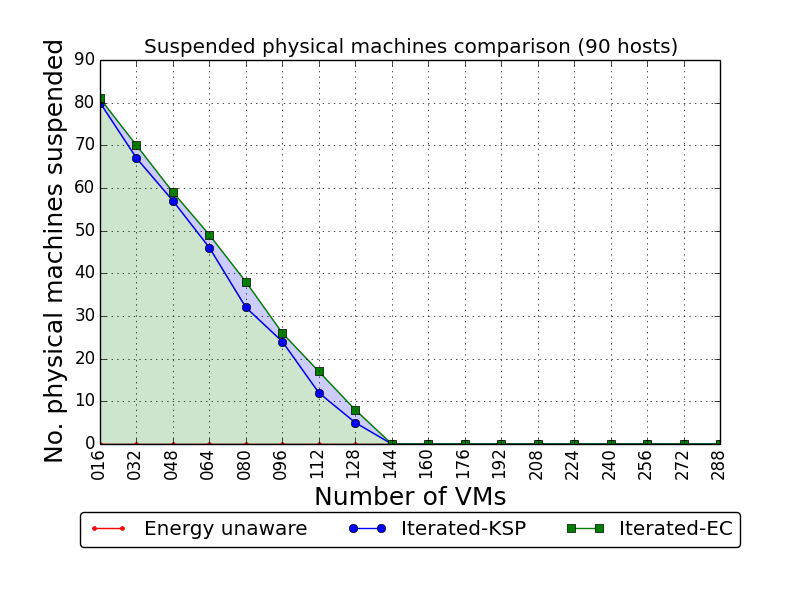 Suspended physical machines comparison (90 hosts)
No. physical machines suspended
90
80
70
60
50
40
30
20
10
0
016 032 048 064 080 096 112 128 144 160 176 192 208 224 240 256 272 288
Number of VMs
Energy unaware Iterated-KSP Iterated-EC